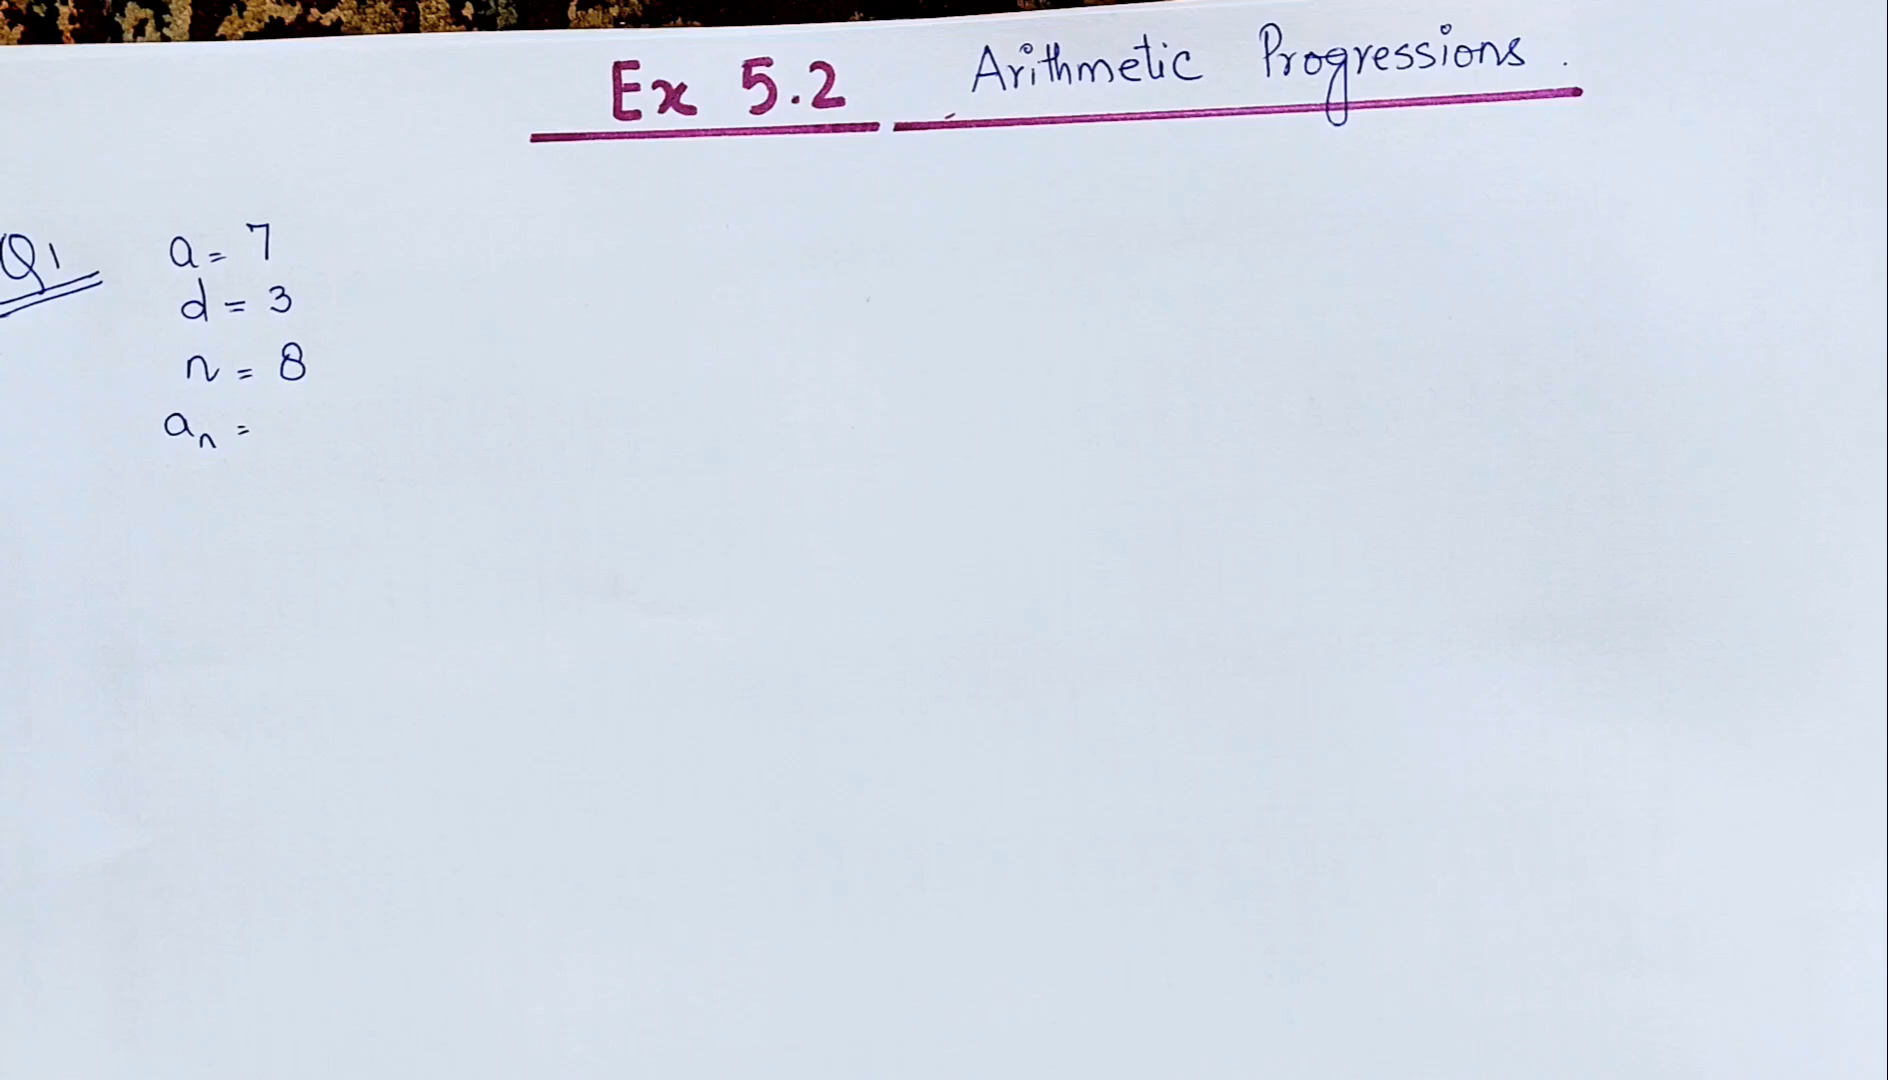 Ex 5.2 Arithmetic Progressions.
Q1 a = 7
d = 3
n = 8
aₙ =